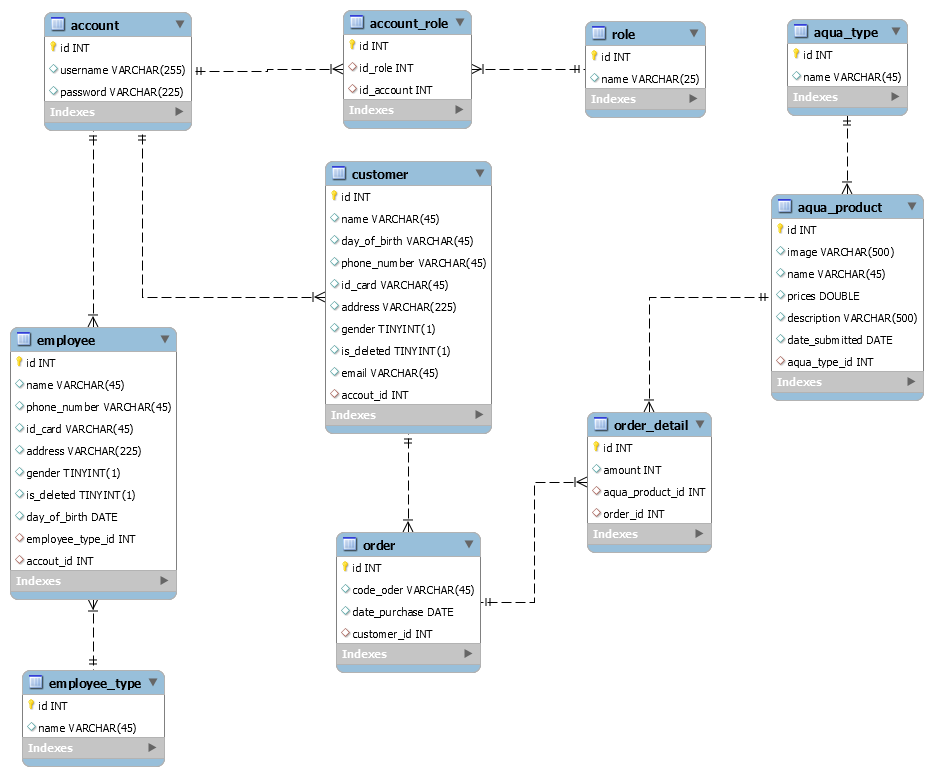 account
id INT
username VARCHAR(255)
password VARCHAR(225)
Indexes
account_role
id INT
id_role INT
id_account INT
Indexes
role
id INT
name VARCHAR(25)
Indexes
aqua_type
id INT
name VARCHAR(45)
Indexes
customer
id INT
name VARCHAR(45)
day_of_birth VARCHAR(45)
phone_number VARCHAR(45)
id_card VARCHAR(45)
address VARCHAR(225)
gender TINYINT(1)
is_deleted TINYINT(1)
email VARCHAR(45)
accout_id INT
Indexes
aqua_product
id INT
image VARCHAR(500)
name VARCHAR(45)
prices DOUBLE
description VARCHAR(500)
date_submitted DATE
aqua_type_id INT
Indexes
employee
id INT
name VARCHAR(45)
phone_number VARCHAR(45)
id_card VARCHAR(45)
address VARCHAR(225)
gender TINYINT(1)
is_deleted TINYINT(1)
day_of_birth DATE
employee_type_id INT
accout_id INT
Indexes
order_detail
id INT
amount INT
aqua_product_id INT
order_id INT
Indexes
order
id INT
code_oder VARCHAR(45)
date_purchase DATE
customer_id INT
Indexes
employee_type
id INT
name VARCHAR(45)
Indexes